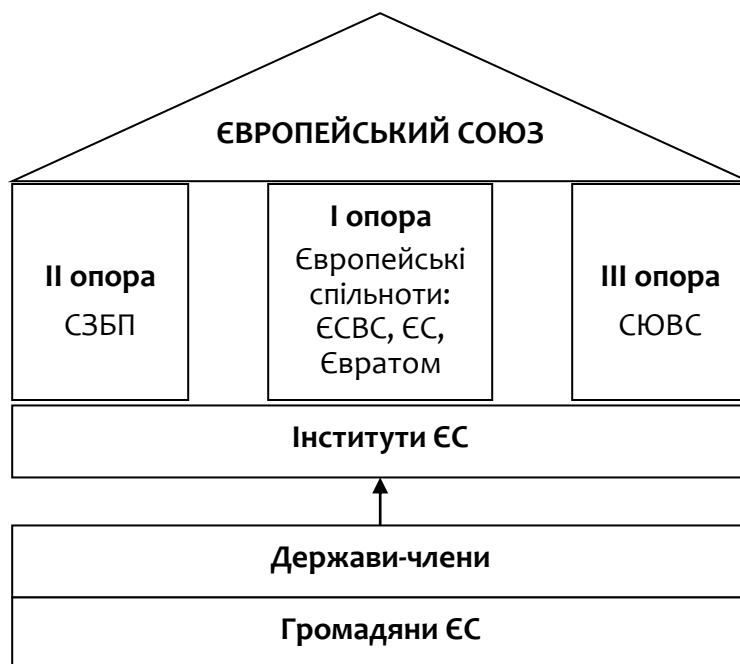 ЄВРОПЕЙСЬКИЙ СОЮЗ
II опора
СЗБП
I опора
Європейські
спільноти:
ЄСВС, ЄС,
Євратом
III опора
СЮВС
Інститути ЄС
Держави-члени
Громадяни ЄС